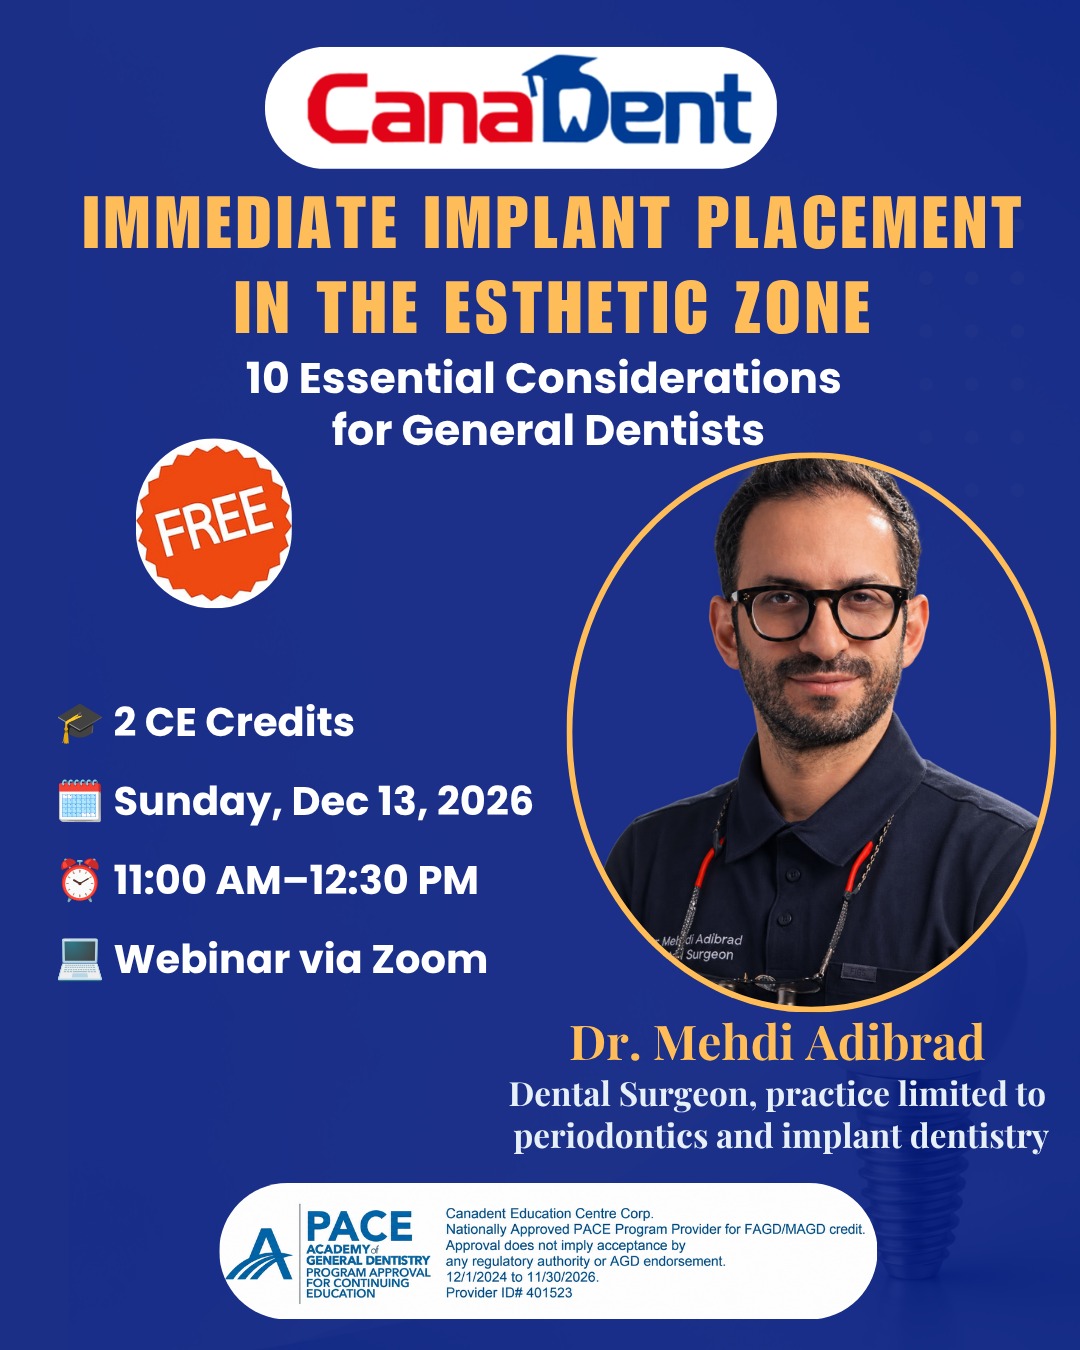 CanaDent
IMMEDIATE IMPLANT PLACEMENT
IN THE ESTHETIC ZONE
10 Essential Considerations
for General Dentists
FREE
2 CE Credits
Sunday, Dec 13, 2026
11:00 AM–12:30 PM
Webinar via Zoom
Mehdi Adibrad
Surgeon
Dr. Mehdi Adibrad
Dental Surgeon, practice limited to
periodontics and implant dentistry
PACE
ACADEMY of
GENERAL DENTISTRY
PROGRAM APPROVAL
FOR CONTINUING
EDUCATION
Canadent Education Centre Corp.
Nationally Approved PACE Program Provider for FAGD/MAGD credit.
Approval does not imply acceptance by
any regulatory authority or AGD endorsement.
12/1/2024 to 11/30/2026.
Provider ID# 401523